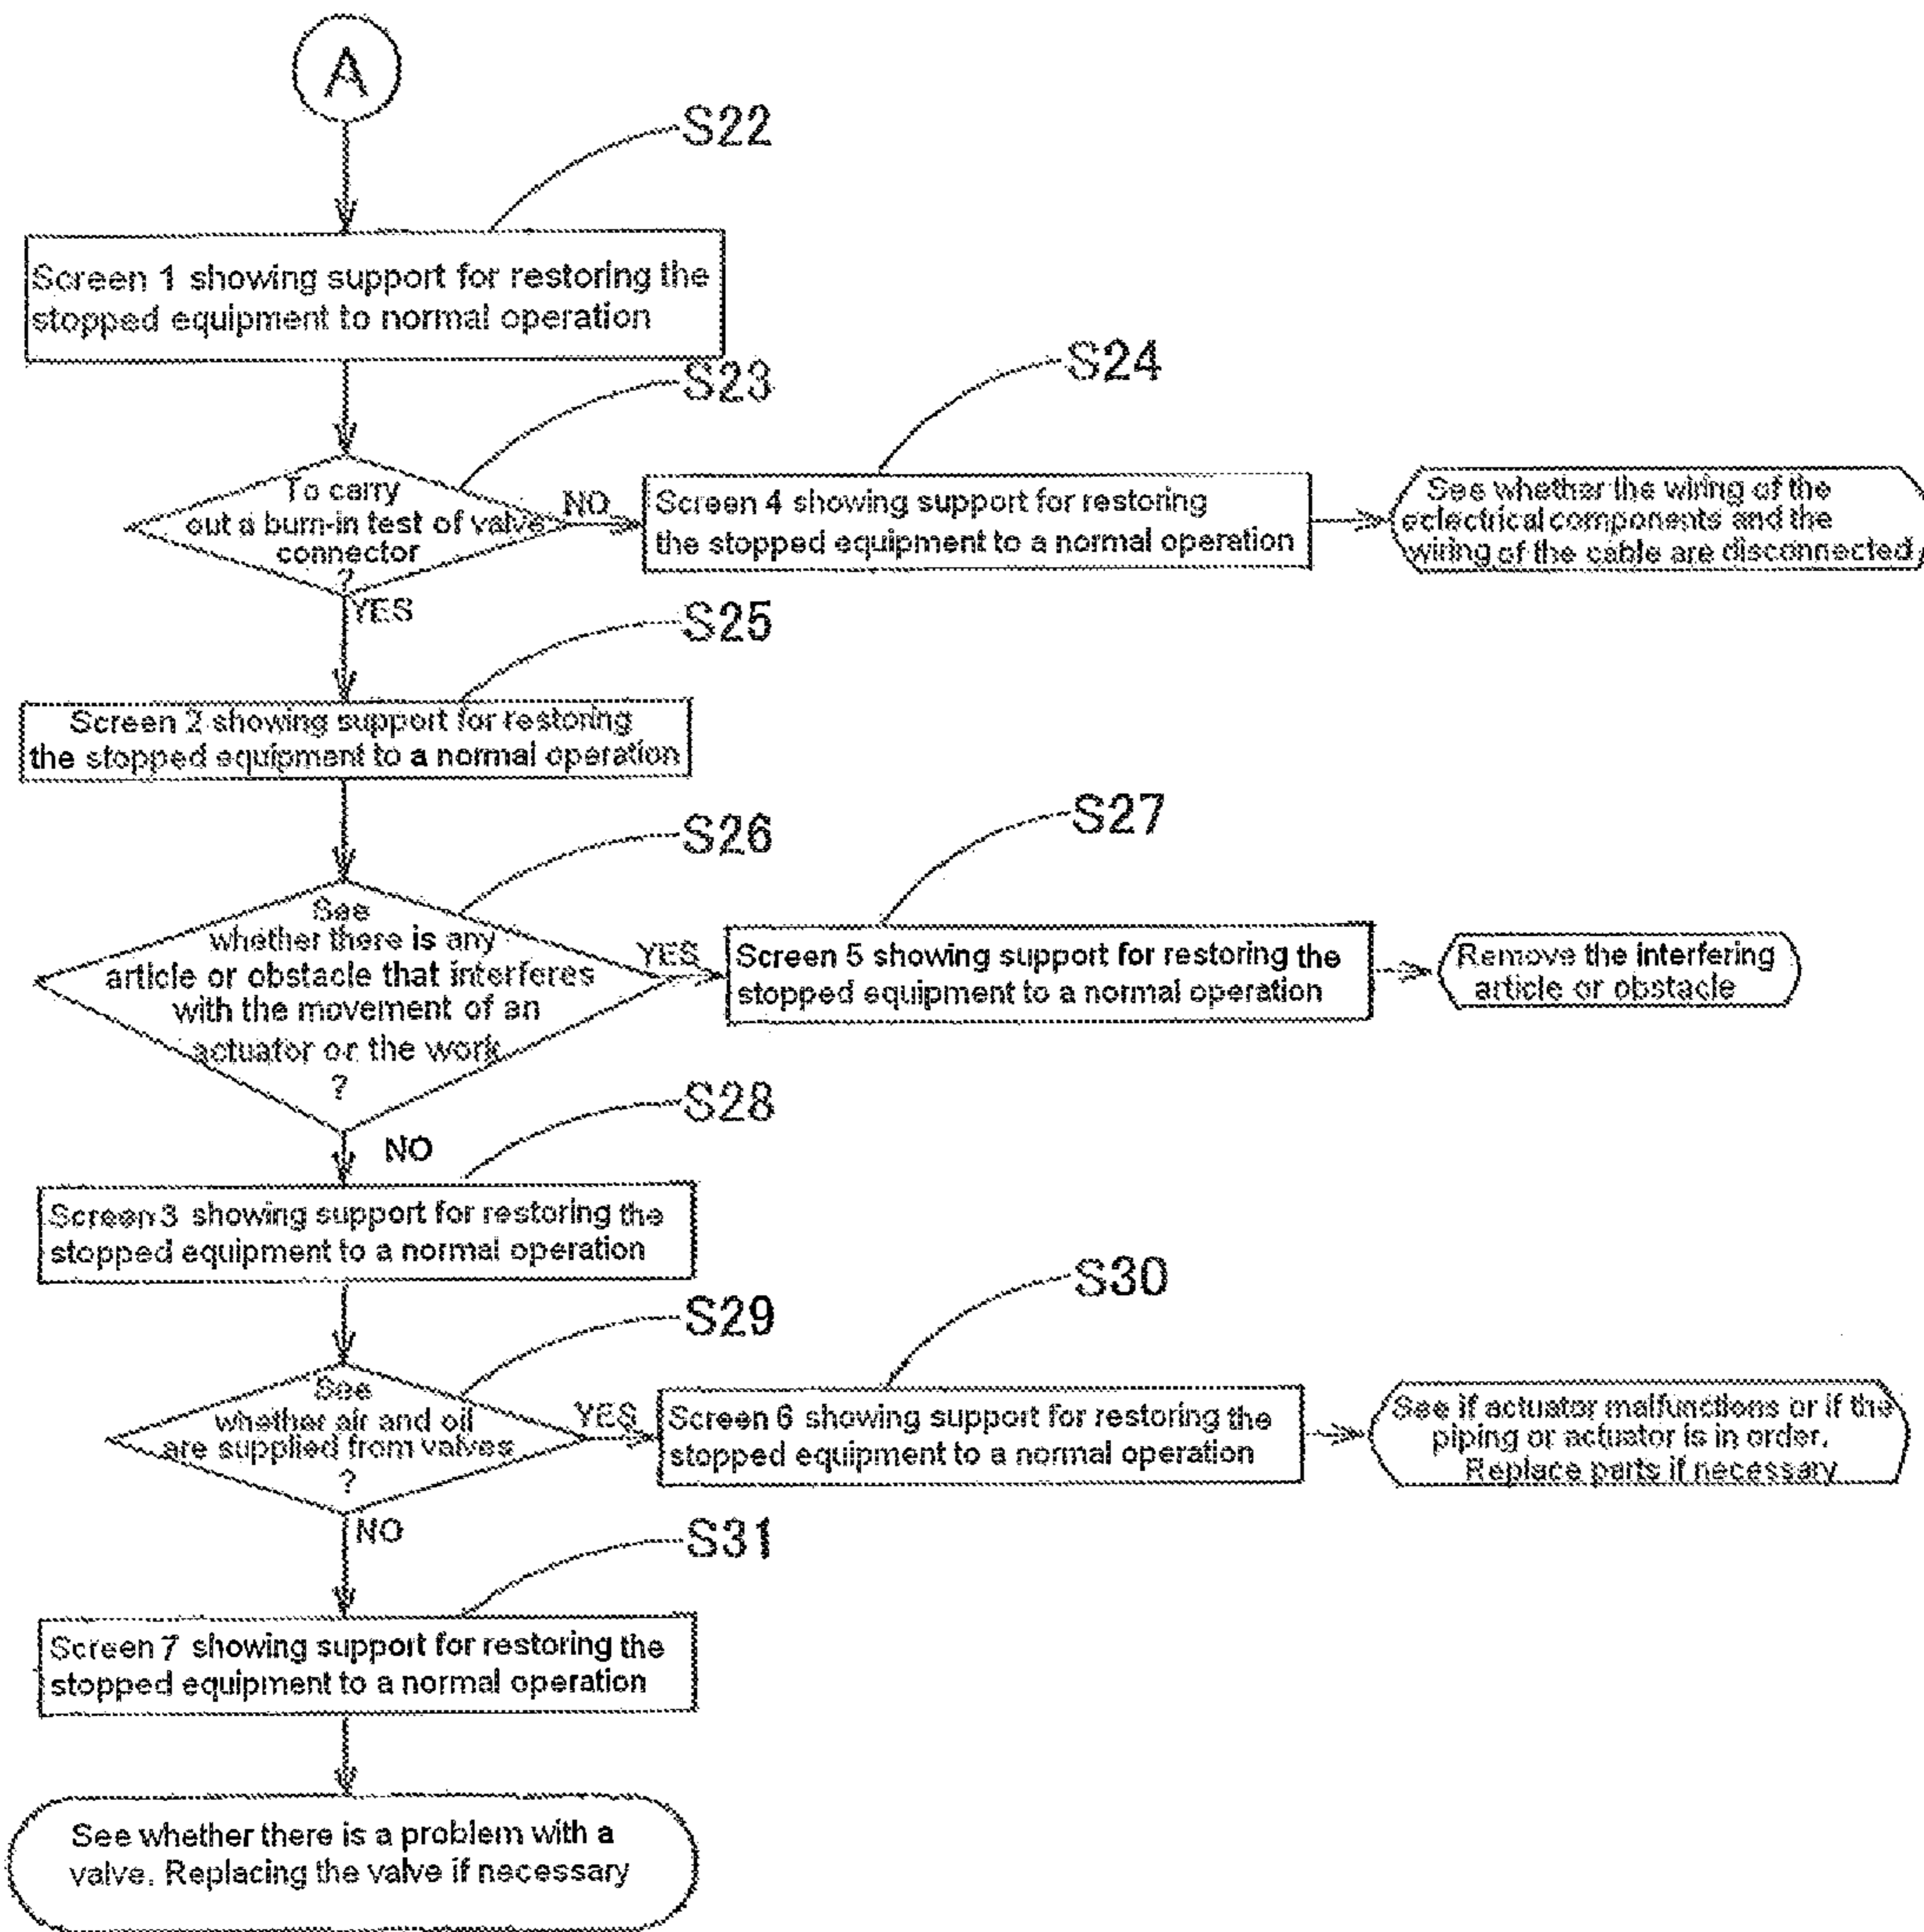 A
S22
Screen 1 showing support for restoring the
stopped equipment to normal operation
S23
To carry
out a burn-in test of valve
connector
?
NO
YES
S24
Screen 4 showing support for restoring
the stopped equipment to a normal operation
See whether the wiring of the
eclectrical components and the
wiring of the cable are disconnected
S25
Screen 2 showing support for restoring
the stopped equipment to a normal operation
S26
See
whether there is any
article or obstacle that interferes
with the movement of an
actuator or the work
?
YES
NO
S27
Screen 5 showing support for restoring the
stopped equipment to a normal operation
Remove the interfering
article or obstacle
S28
Screen 3 showing support for restoring the
stopped equipment to a normal operation
S29
See
whether air and oil
are supplied from valves
?
YES
NO
S30
Screen 6 showing support for restoring the
stopped equipment to a normal operation
See if actuator malfunctions or if the
piping or actuator is in order.
Replace parts if necessary
S31
Screen 7 showing support for restoring the
stopped equipment to a normal operation
See whether there is a problem with a
valve. Replacing the valve if necessary